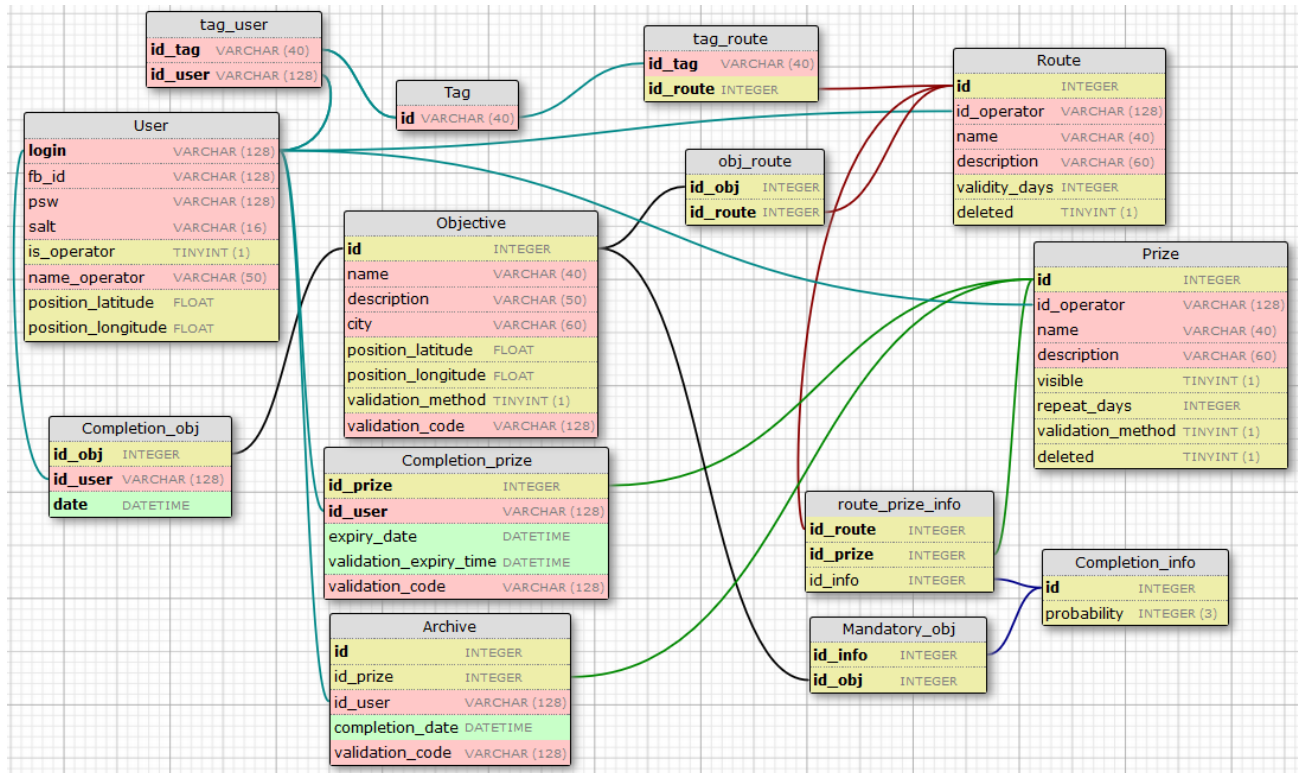 tag_user
id_tag VARCHAR (40)
id_user VARCHAR (128)
tag_route
id_tag VARCHAR (40)
id_route INTEGER
Route
id INTEGER
id_operator VARCHAR (128)
name VARCHAR (40)
description VARCHAR (60)
validity_days INTEGER
deleted TINYINT (1)
Tag
id VARCHAR (40)
User
login VARCHAR (128)
fb_id VARCHAR (128)
psw VARCHAR (128)
salt VARCHAR (16)
is_operator TINYINT (1)
name_operator VARCHAR (50)
position_latitude FLOAT
position_longitude FLOAT
obj_route
id_obj INTEGER
id_route INTEGER
Objective
id INTEGER
name VARCHAR (40)
description VARCHAR (50)
city VARCHAR (60)
position_latitude FLOAT
position_longitude FLOAT
validation_method TINYINT (1)
validation_code VARCHAR (128)
Prize
id INTEGER
id_operator VARCHAR (128)
name VARCHAR (40)
description VARCHAR (60)
visible TINYINT (1)
repeat_days INTEGER
validation_method TINYINT (1)
deleted TINYINT (1)
Completion_obj
id_obj INTEGER
id_user VARCHAR (128)
date DATETIME
Completion_prize
id_prize INTEGER
id_user VARCHAR (128)
expiry_date DATETIME
validation_expiry_time DATETIME
validation_code VARCHAR (128)
route_prize_info
id_route INTEGER
id_prize INTEGER
id_info INTEGER
Completion_info
id INTEGER
probability INTEGER (3)
Archive
id INTEGER
id_prize INTEGER
id_user VARCHAR (128)
completion_date DATETIME
validation_code VARCHAR (128)
Mandatory_obj
id_info INTEGER
id_obj INTEGER